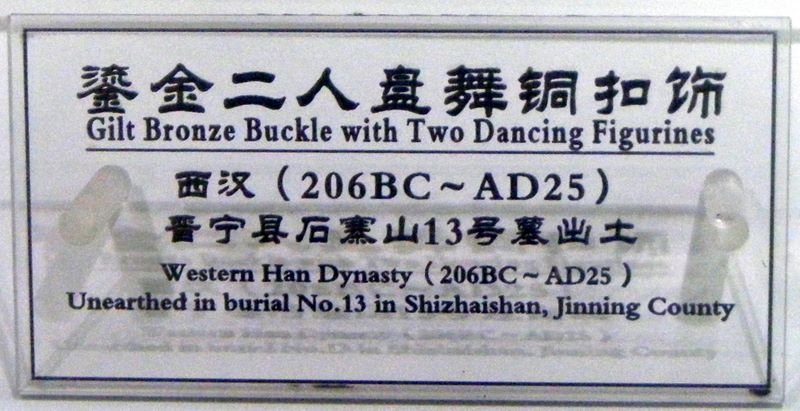 鎏金二人盘舞铜扣饰
Gilt Bronze Buckle with Two Dancing Figurines
西汉（206BC～AD25）
晋宁县石寨山13号墓出土
Western Han Dynasty（206BC～AD25 ）
Unearthed in burial No.13 in Shizhaishan, Jinning County